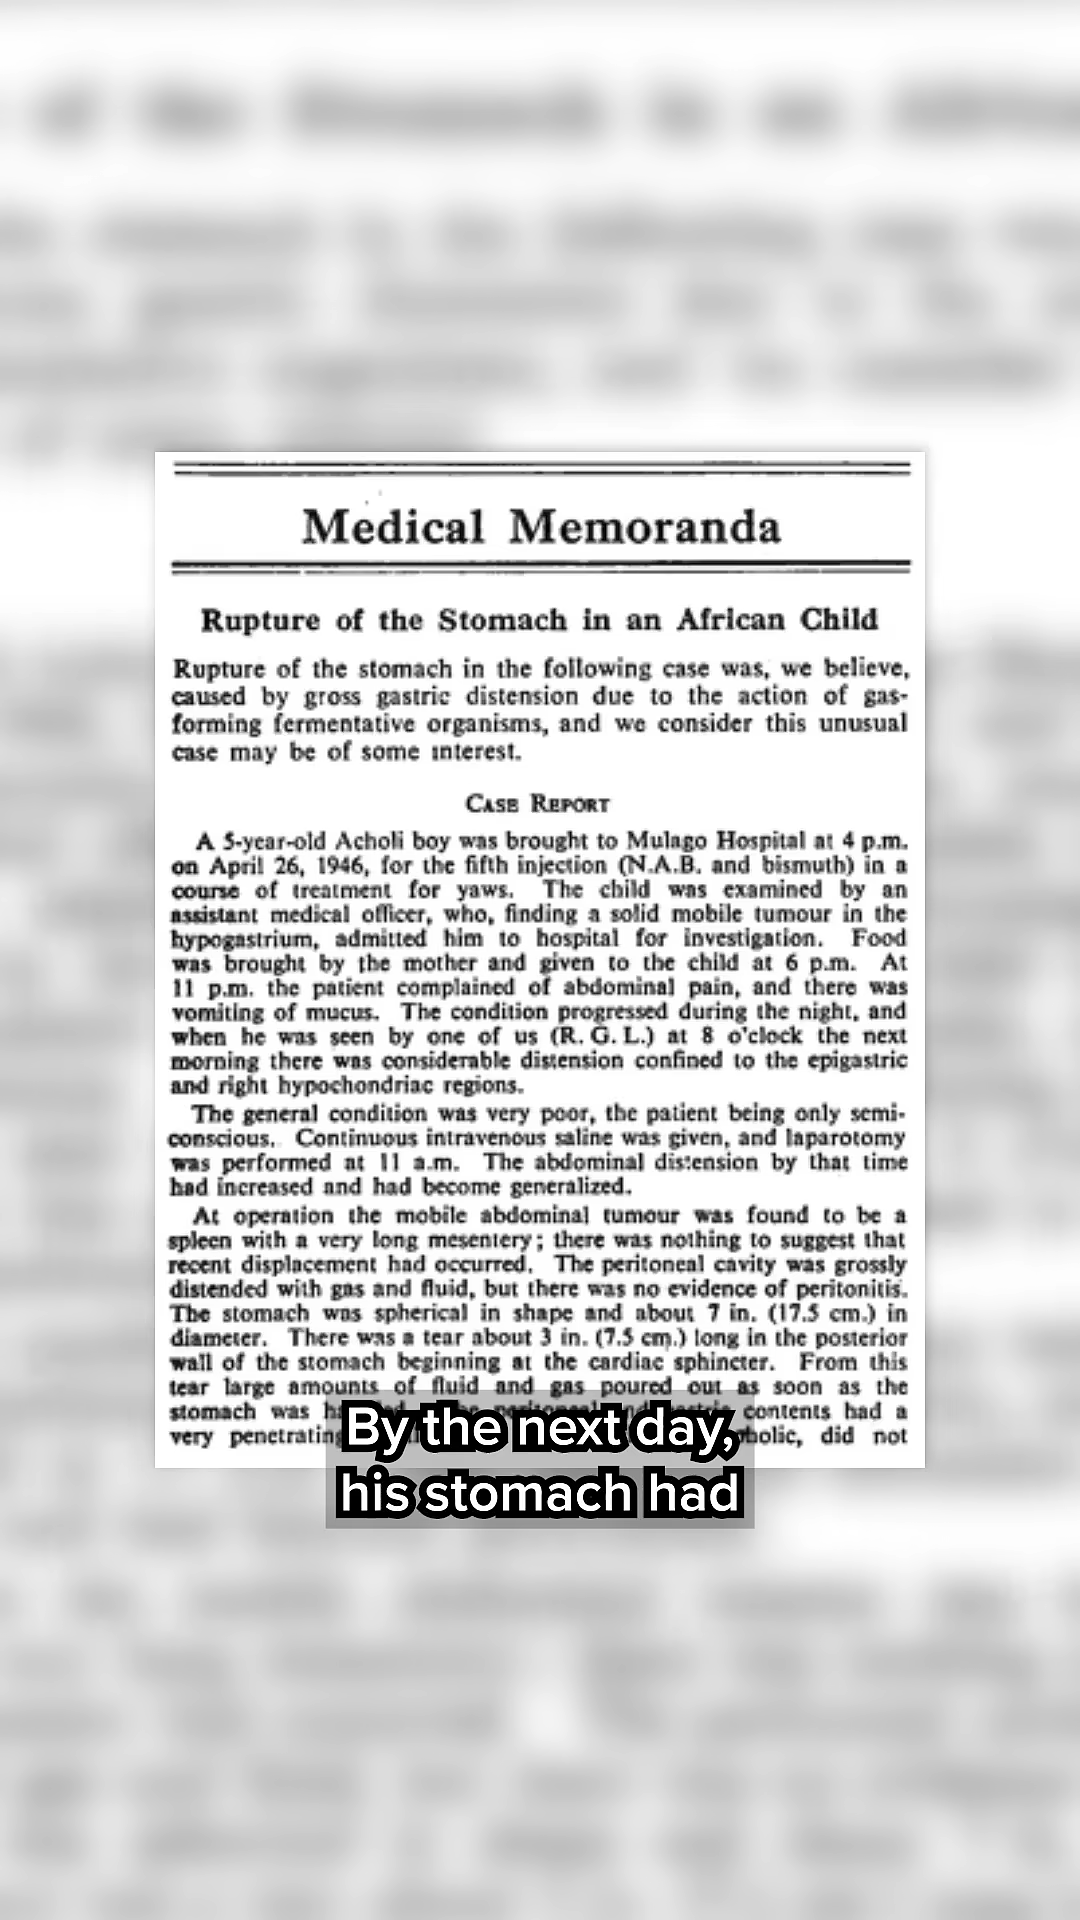 Medical Memoranda
Rupture of the Stomach in an African Child
Rupture of the stomach in the following case was, we believe,
caused by gross gastric distension due to the action of gas-
forming fermentative organisms, and we consider this unusual
case may be of some interest.
CASE REPORT
A 5-year-old Acholi boy was brought to Mulago Hospital at 4 p.m.
on April 26, 1946, for the fifth injection (N.A.B. and bismuth) in a
course of treatment for yaws. The child was examined by an
assistant medical officer, who, finding a solid mobile tumour in the
hypogastrium, admitted him to hospital for investigation. Food
was brought by the mother and given to the child at 6 p.m. At
11 p.m. the patient complained of abdominal pain, and there was
vomiting of mucus. The condition progressed during the night, and
when he was seen by one of us (R. G. L.) at 8 o'clock the next
morning there was considerable distension confined to the epigastric
and right hypochondriac regions.
The general condition was very poor, the patient being only semi-
conscious. Continuous intravenous saline was given, and laparotomy
was performed at 11 a.m. The abdominal distension by that time
had increased and had become generalized.
At operation the mobile abdominal tumour was found to be a
spleen with a very long mesentery; there was nothing to suggest that
recent displacement had occurred. The peritoneal cavity was grossly
distended with gas and fluid, but there was no evidence of peritonitis.
The stomach was spherical in shape and about 7 in. (17.5 cm.) in
diameter. There was a tear about 3 in. (7.5 cm.) long in the posterior
wall of the stomach beginning at the cardiac sphincter. From this
tear large amounts of fluid and gas poured out as soon as the
stomach was contents had a
very penetrating did not
By the next day,
his stomach had